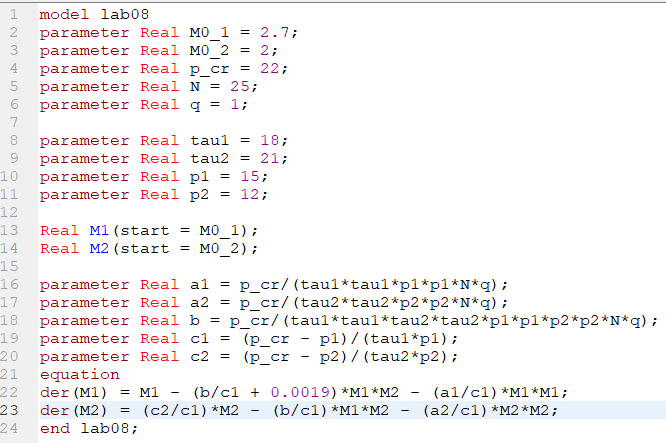 1 model lab08
2 parameter Real M0_1 = 2.7;
3 parameter Real M0_2 = 2;
4 parameter Real p_cr = 22;
5 parameter Real N = 25;
6 parameter Real q = 1;
7
8 parameter Real tau1 = 18;
9 parameter Real tau2 = 21;
10 parameter Real p1 = 15;
11 parameter Real p2 = 12;
12
13 Real M1(start = M0_1);
14 Real M2(start = M0_2);
15
16 parameter Real a1 = p_cr/(tau1*tau1*p1*p1*N*q);
17 parameter Real a2 = p_cr/(tau2*tau2*p2*p2*N*q);
18 parameter Real b = p_cr/(tau1*tau1*tau2*tau2*p1*p1*p2*p2*N*q);
19 parameter Real c1 = (p_cr - p1)/(tau1*p1);
20 parameter Real c2 = (p_cr - p2)/(tau2*p2);
21 equation
22 der(M1) = M1 - (b/c1 + 0.0019)*M1*M2 - (a1/c1)*M1*M1;
23 der(M2) = (c2/c1)*M2 - (b/c1)*M1*M2 - (a2/c1)*M2*M2;
24 end lab08;